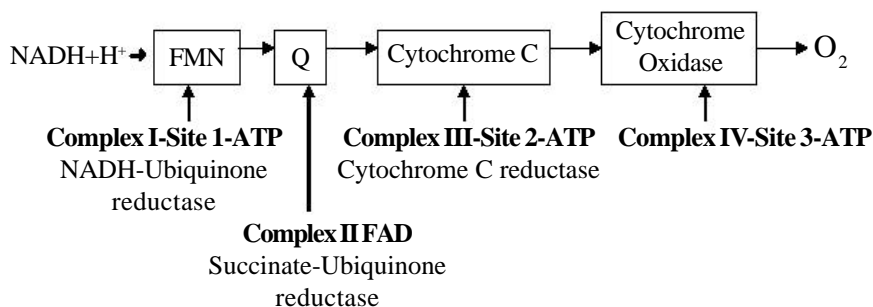 NADH+H⁺
FMN
Q
Cytochrome C
Cytochrome
Oxidase
O₂
Complex I-Site 1-ATP
NADH-Ubiquinone
reductase
Complex III-Site 2-ATP
Cytochrome C reductase
Complex IV-Site 3-ATP
Complex II FAD
Succinate-Ubiquinone
reductase